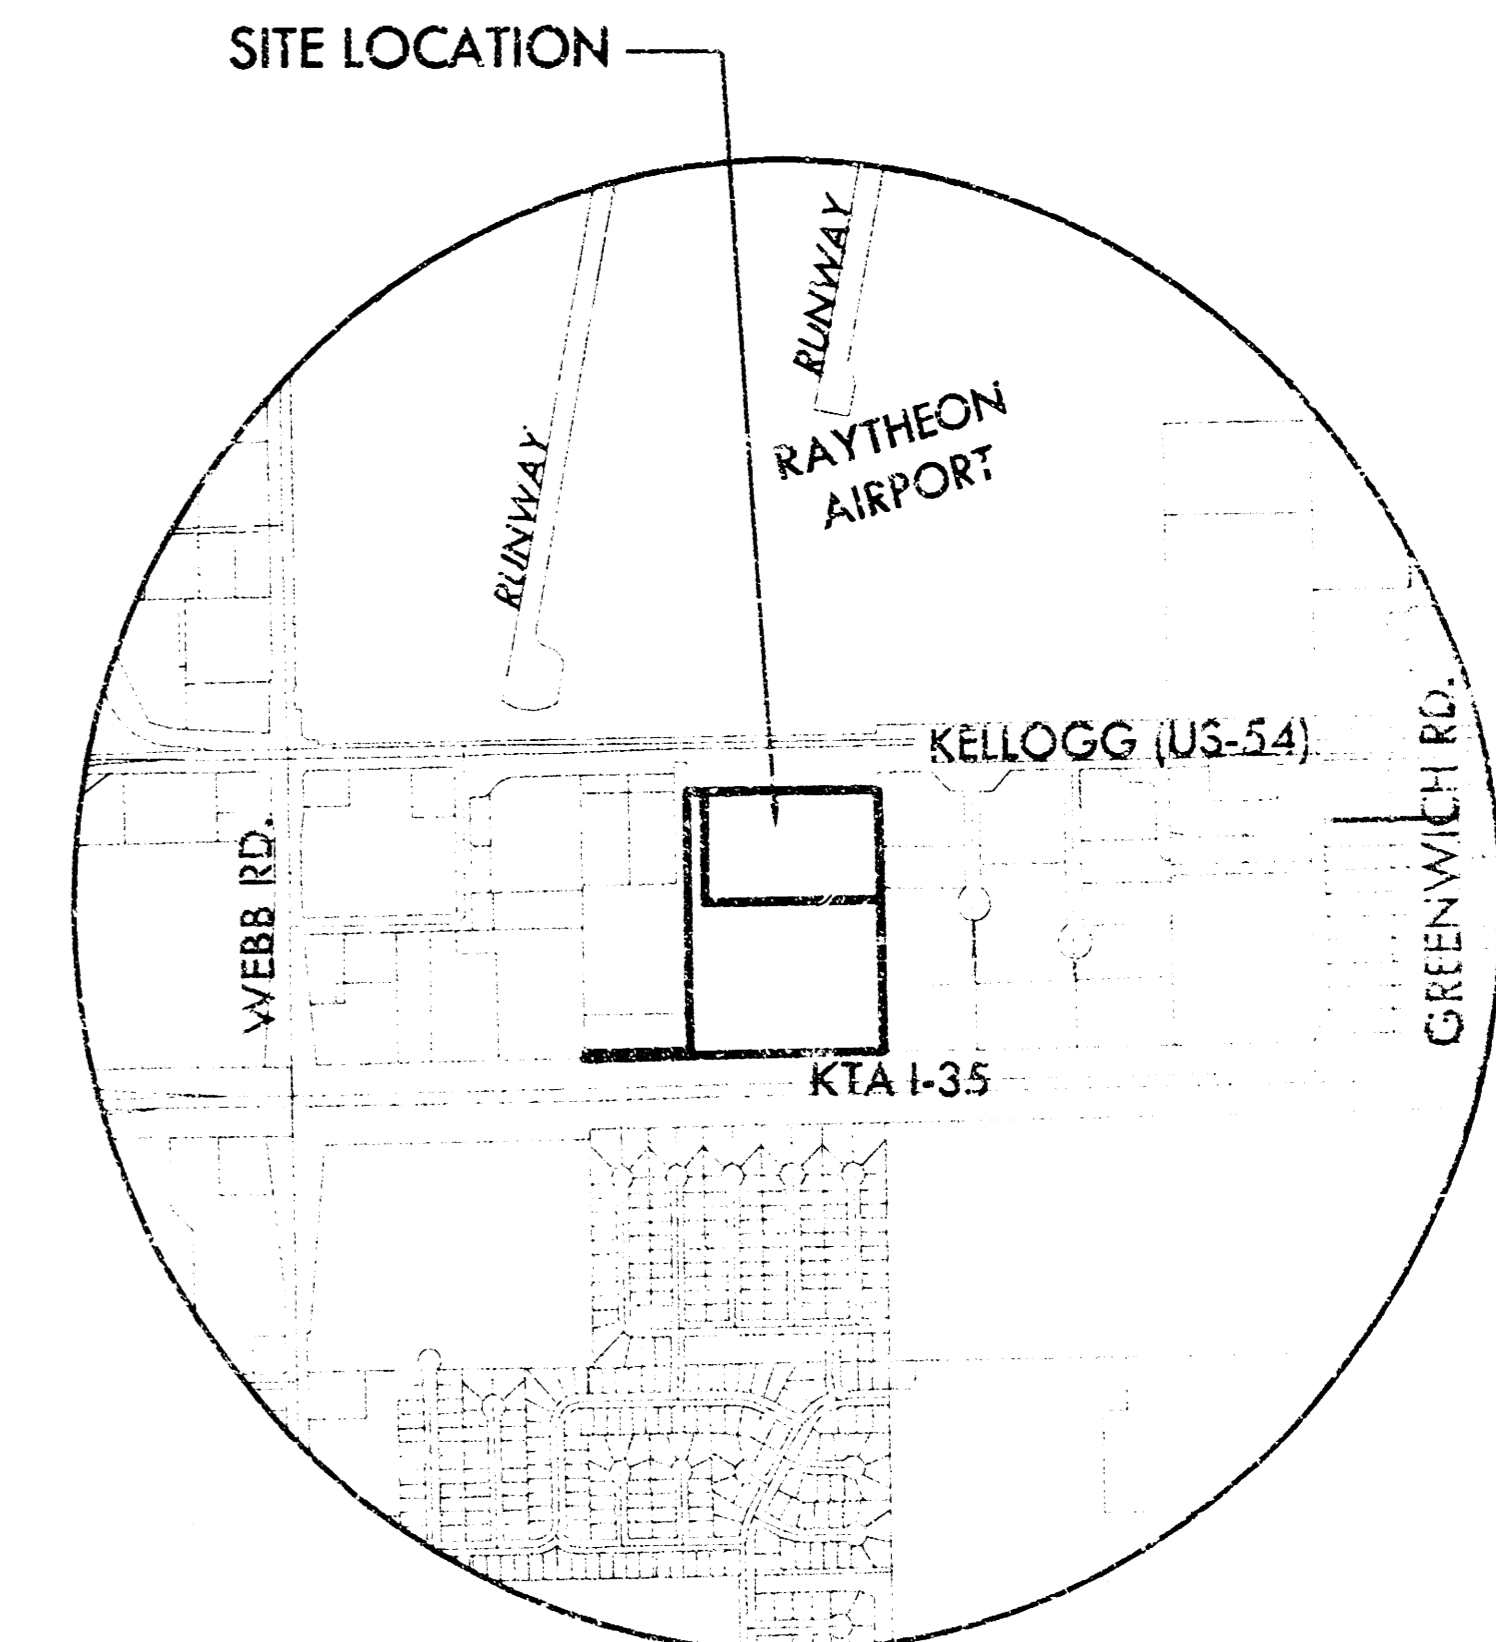 SITE LOCATION
RUNWAY
RUNWAY
RAYTHEON
AIRPORT
KELLOGG (US-54)
WEBB RD.
GREENWICH RD.
KTA I-35